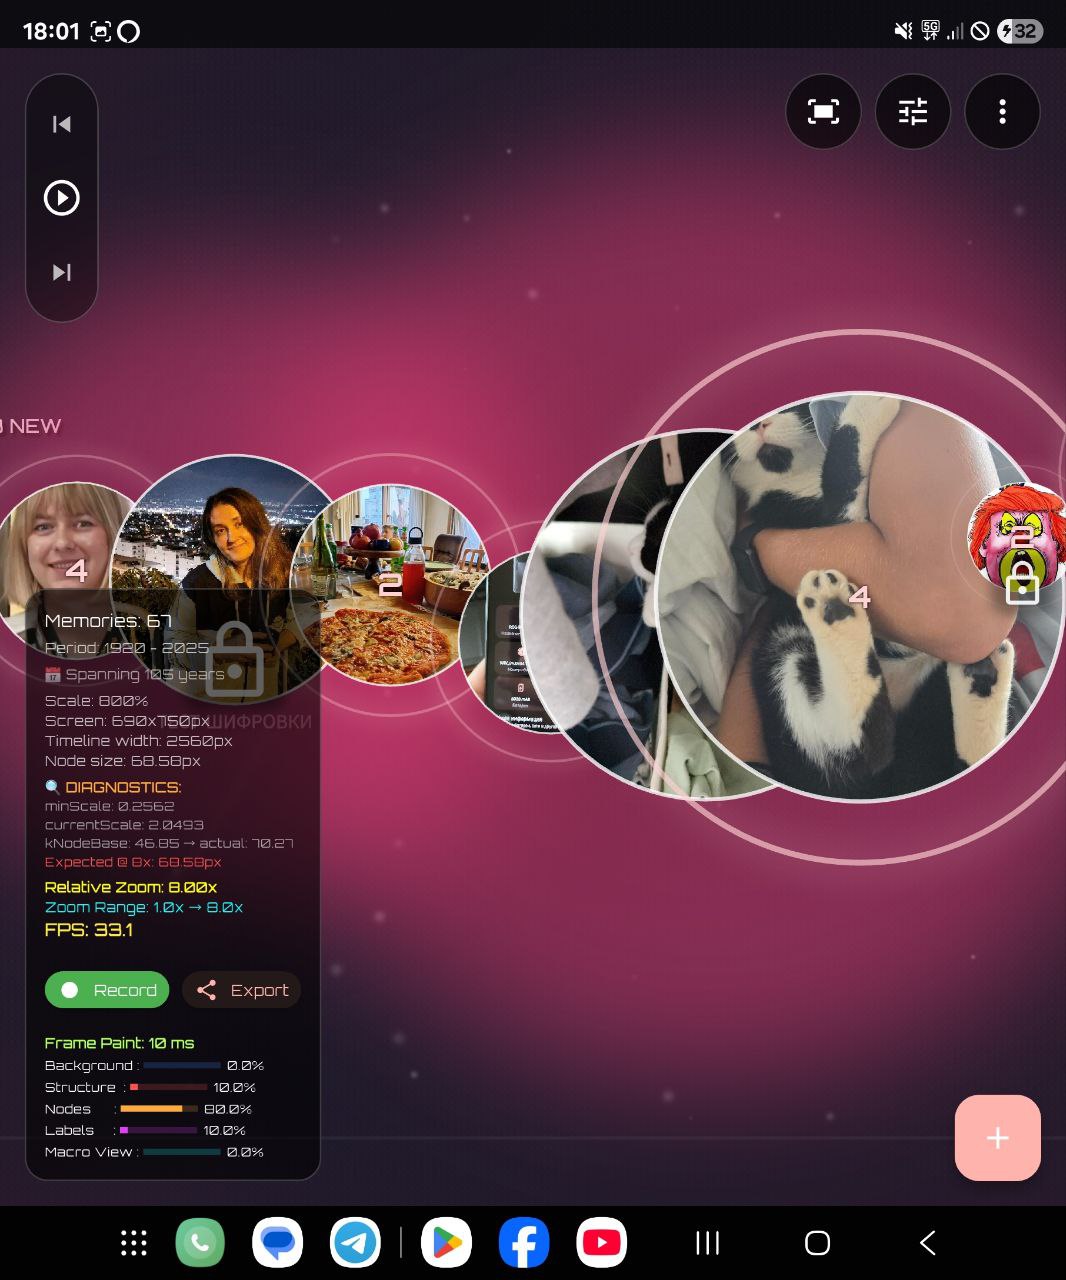 18:01
5G
32
NEW
4
2
4
2
Memories: 67
Period: 1920 - 2025
📅 Spanning 105 years
Scale: 800%
Screen: 690x1150px
ШИФРОВКИ
Timeline width: 2560px
Node size: 68.58px
🔍 DIAGNOSTICS:
minScale: 0.2562
currentScale: 2.0493
kNodeBase: 46.85 → actual: 70.27
Expected @ 8x: 68.58px
Relative Zoom: 8.00x
Zoom Range: 1.0x → 8.0x
FPS: 33.1
Record
Export
Frame Paint: 10 ms
Background : 0.0%
Structure : 10.0%
Nodes : 80.0%
Labels : 10.0%
Macro View : 0.0%